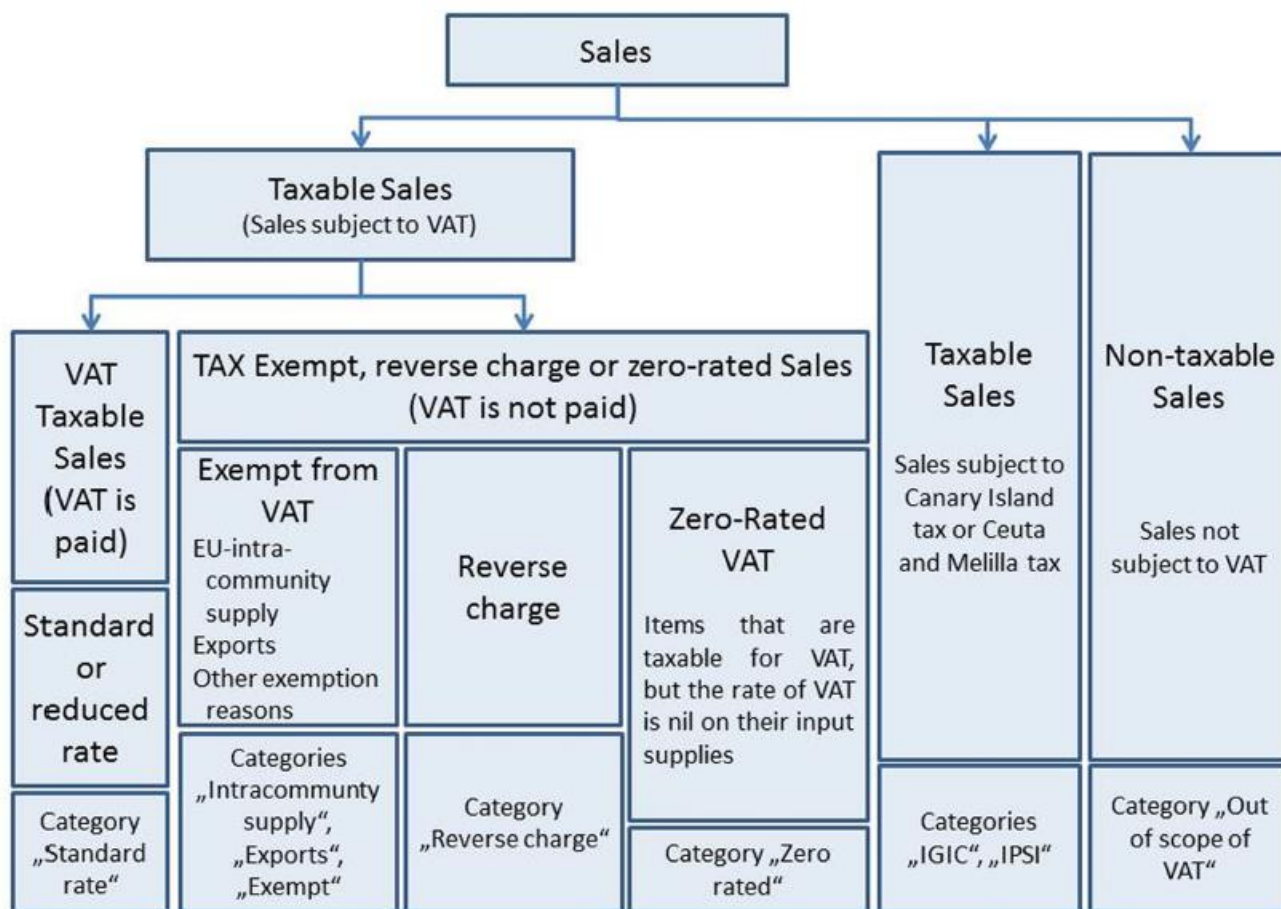 Sales
Taxable Sales
(Sales subject to VAT)
VAT
Taxable
Sales
(VAT is
paid)
Standard
or
reduced
rate
Category
„Standard
rate“
TAX Exempt, reverse charge or zero-rated Sales
(VAT is not paid)
Exempt from
VAT
EU-intra-
community
supply
Exports
Other exemption
reasons
Categories
„Intracommunty
supply“,
„Exports“,
„Exempt“
Reverse
charge
Category
„Reverse charge“
Zero-Rated
VAT
Items that are
taxable for VAT,
but the rate of VAT
is nil on their input
supplies
Category „Zero
rated“
Taxable
Sales
Sales subject to
Canary Island
tax or Ceuta
and Melilla tax
Categories
„IGIC“, „IPSI“
Non-taxable
Sales
Sales not
subject to VAT
Category „Out
of scope of
VAT“